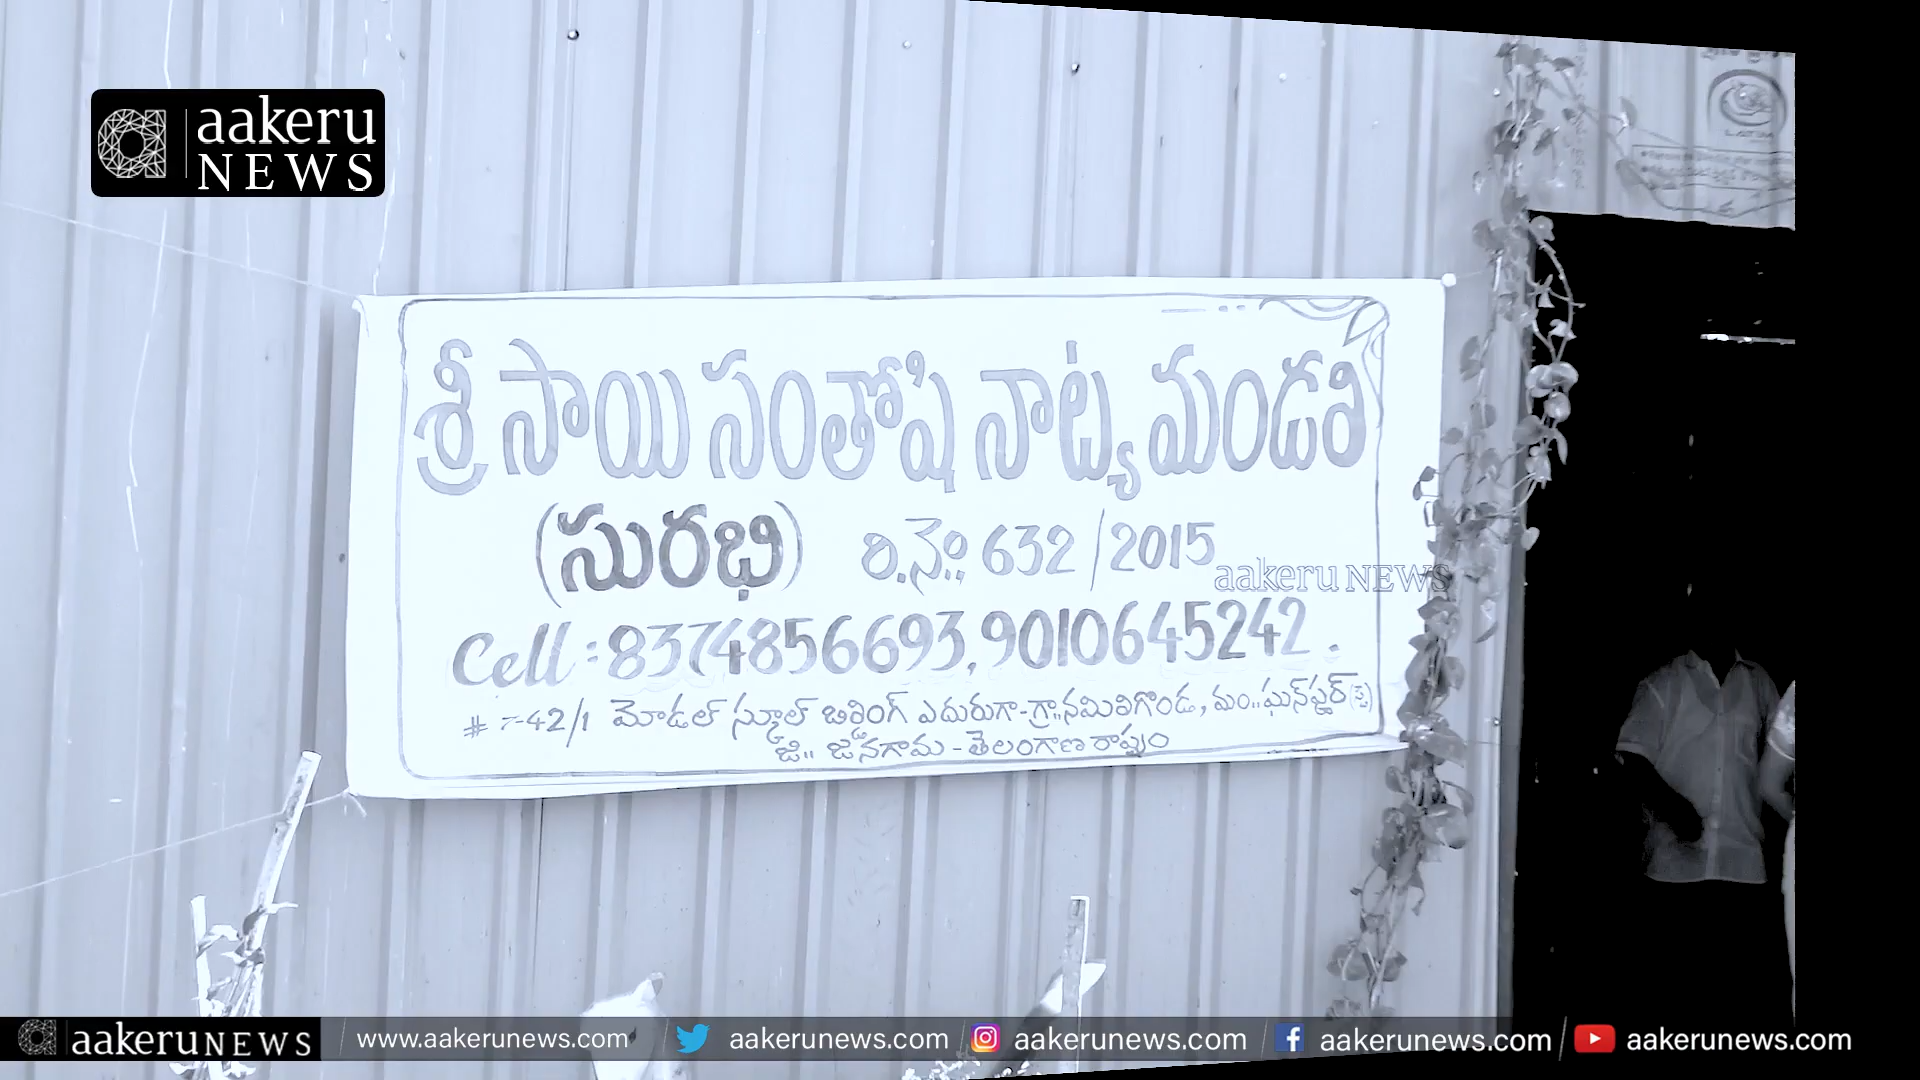 aakeru
NEWS
శ్రీ సాయి సంతోషి నాట్య మండలి
(సురభి) రి.నెం: 632/2015
aakeru NEWS
Cell : 8374856693, 9010645242.
# 7-42/1 మోడల్ స్కూల్ బిల్డింగ్ ఎదురుగా-గ్రా..నమిలిగొండ, మం..ఘన్‌పూర్(స్టే)
జి.. జనగామ - తెలంగాణ రాష్ట్రం
aakeru NEWS www.aakerunews.com aakerunews.com aakerunews.com aakerunews.com aakerunews.com